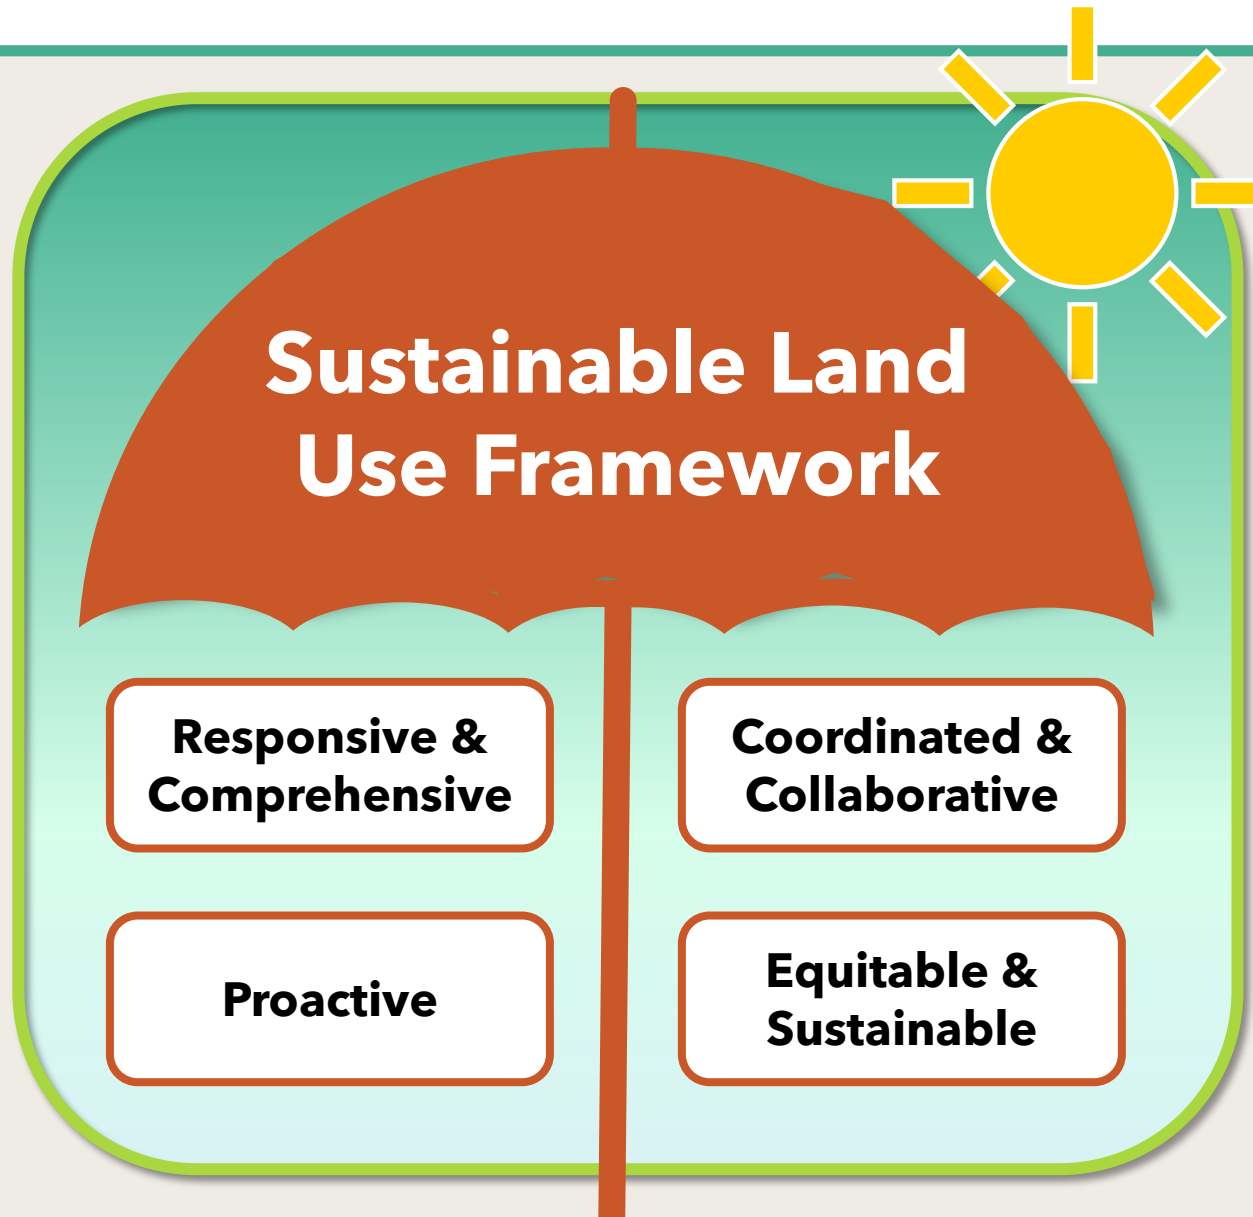 Sustainable Land
Use Framework
Responsive &
Comprehensive
Coordinated &
Collaborative
Proactive
Equitable &
Sustainable